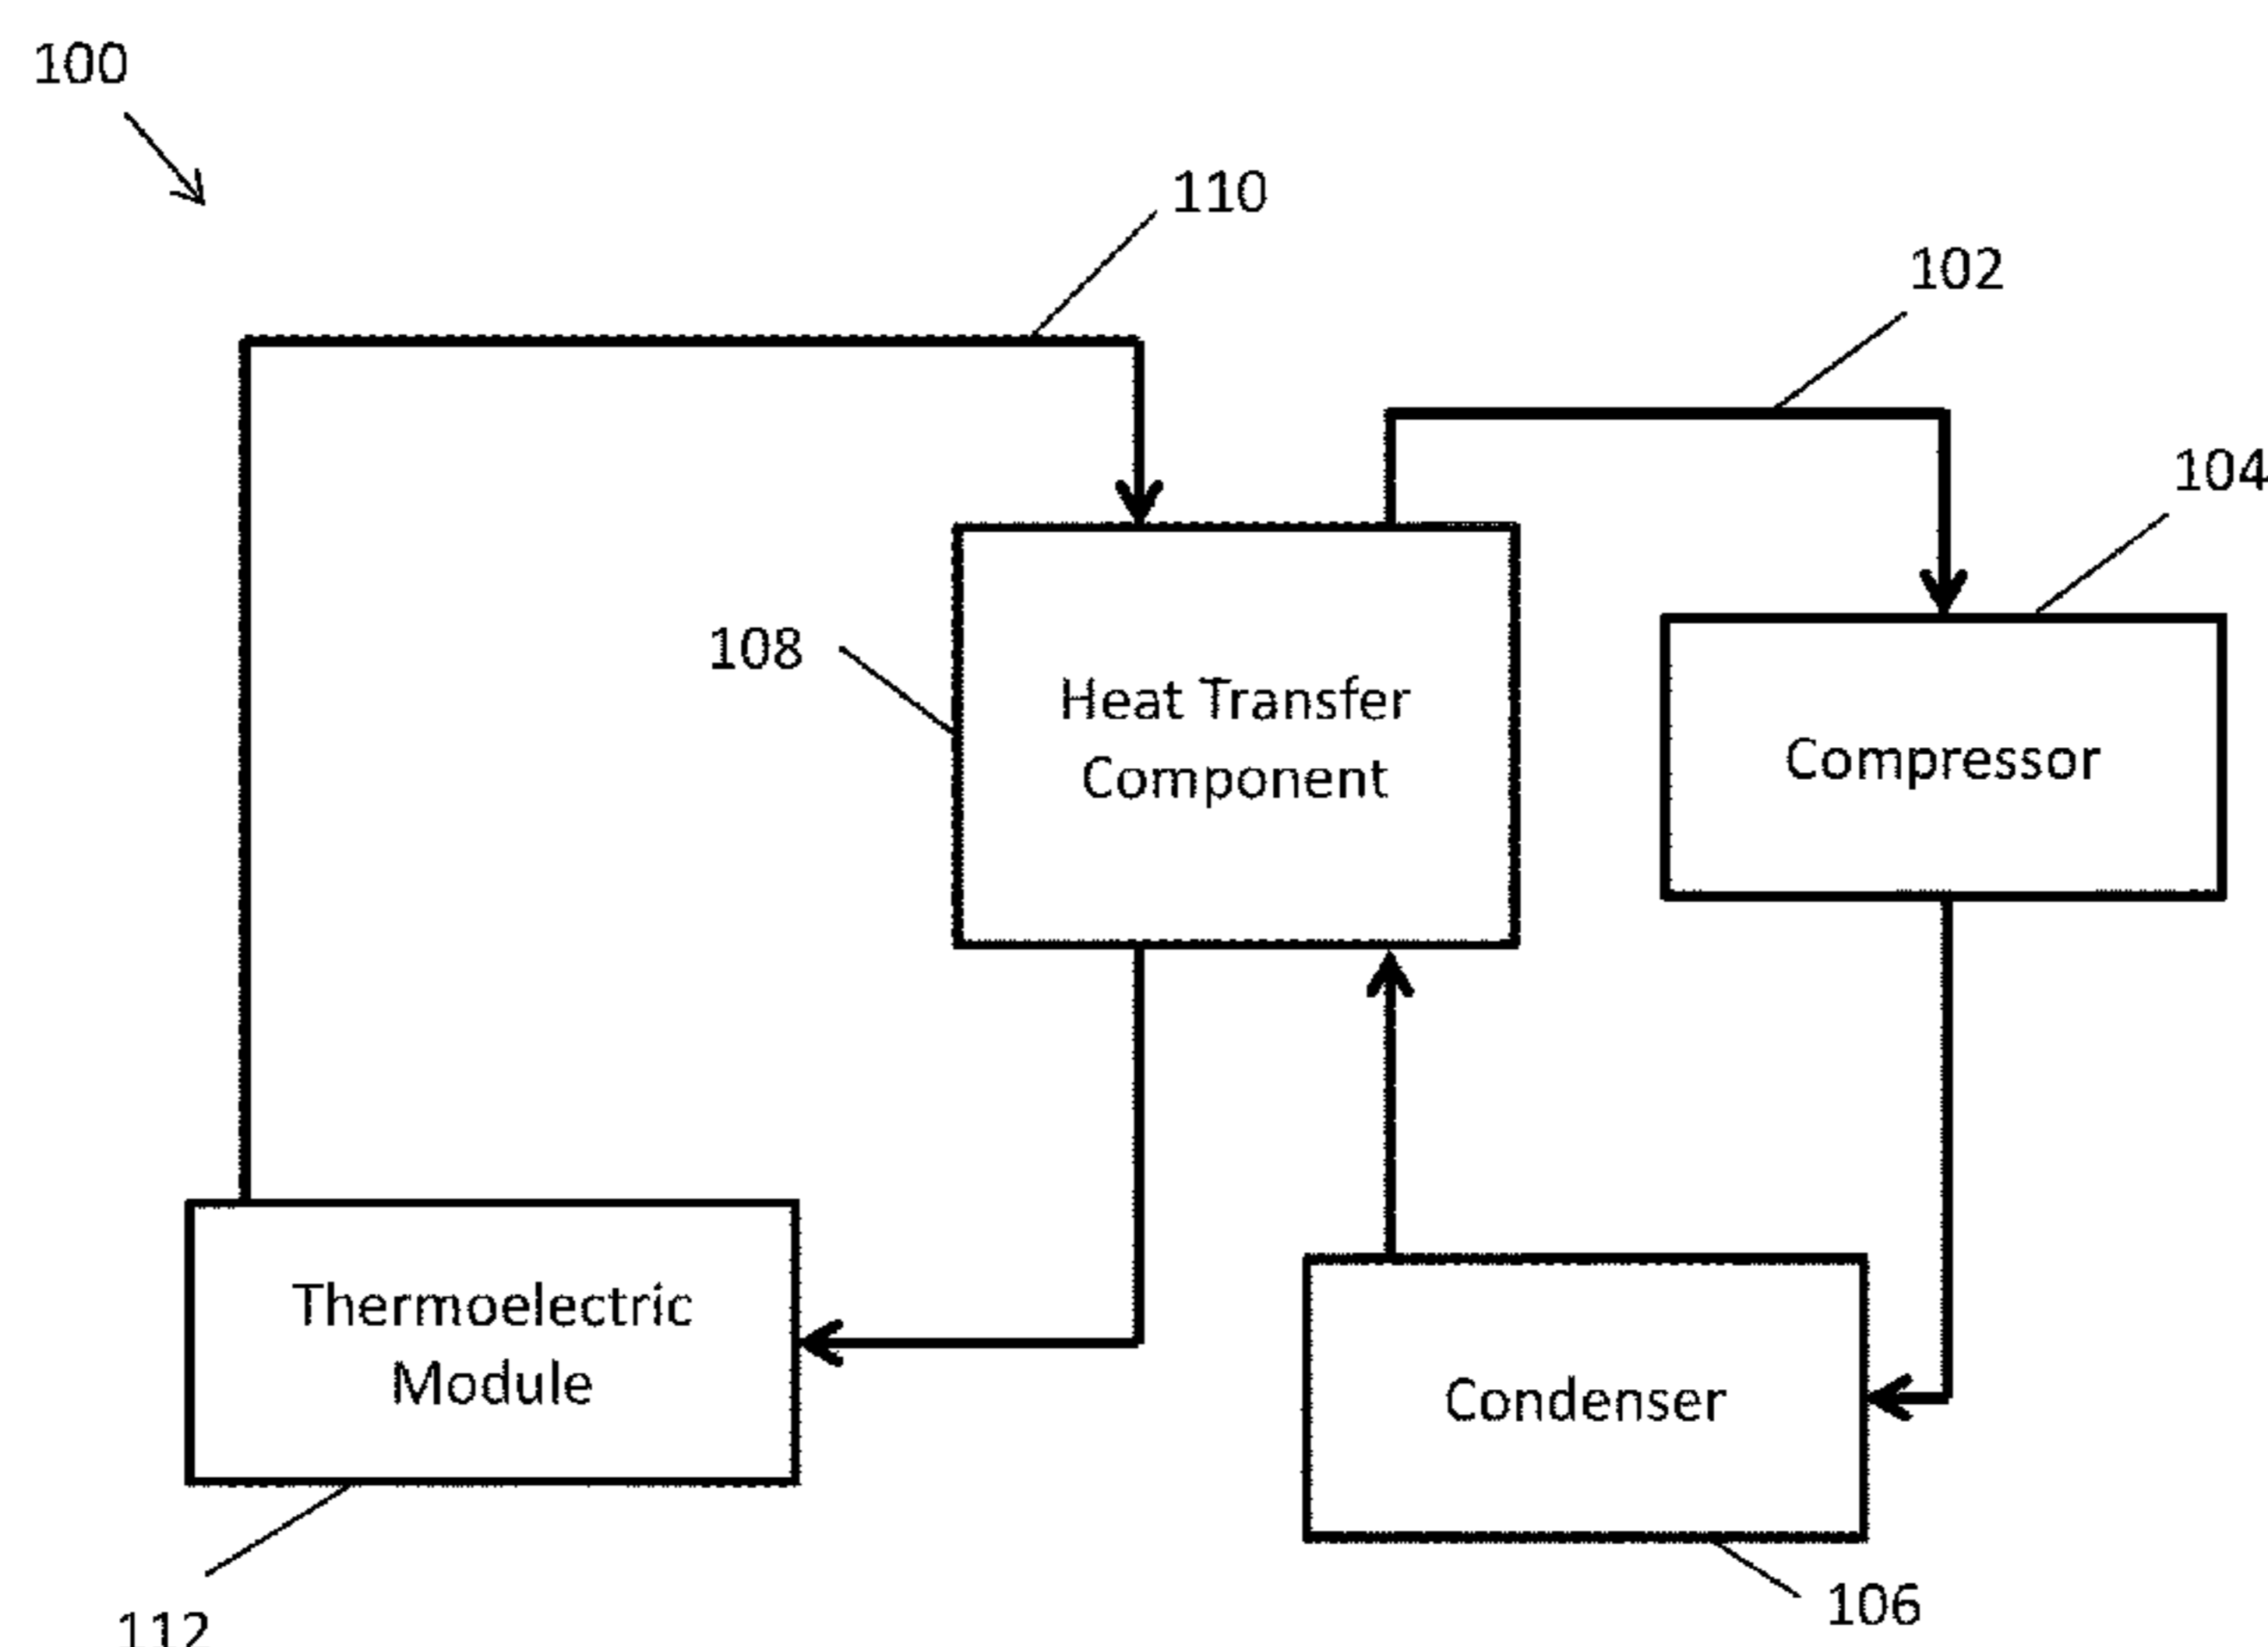 100
110
102
104
108
Heat Transfer
Component
Compressor
Thermoelectric
Module
Condenser
112
106